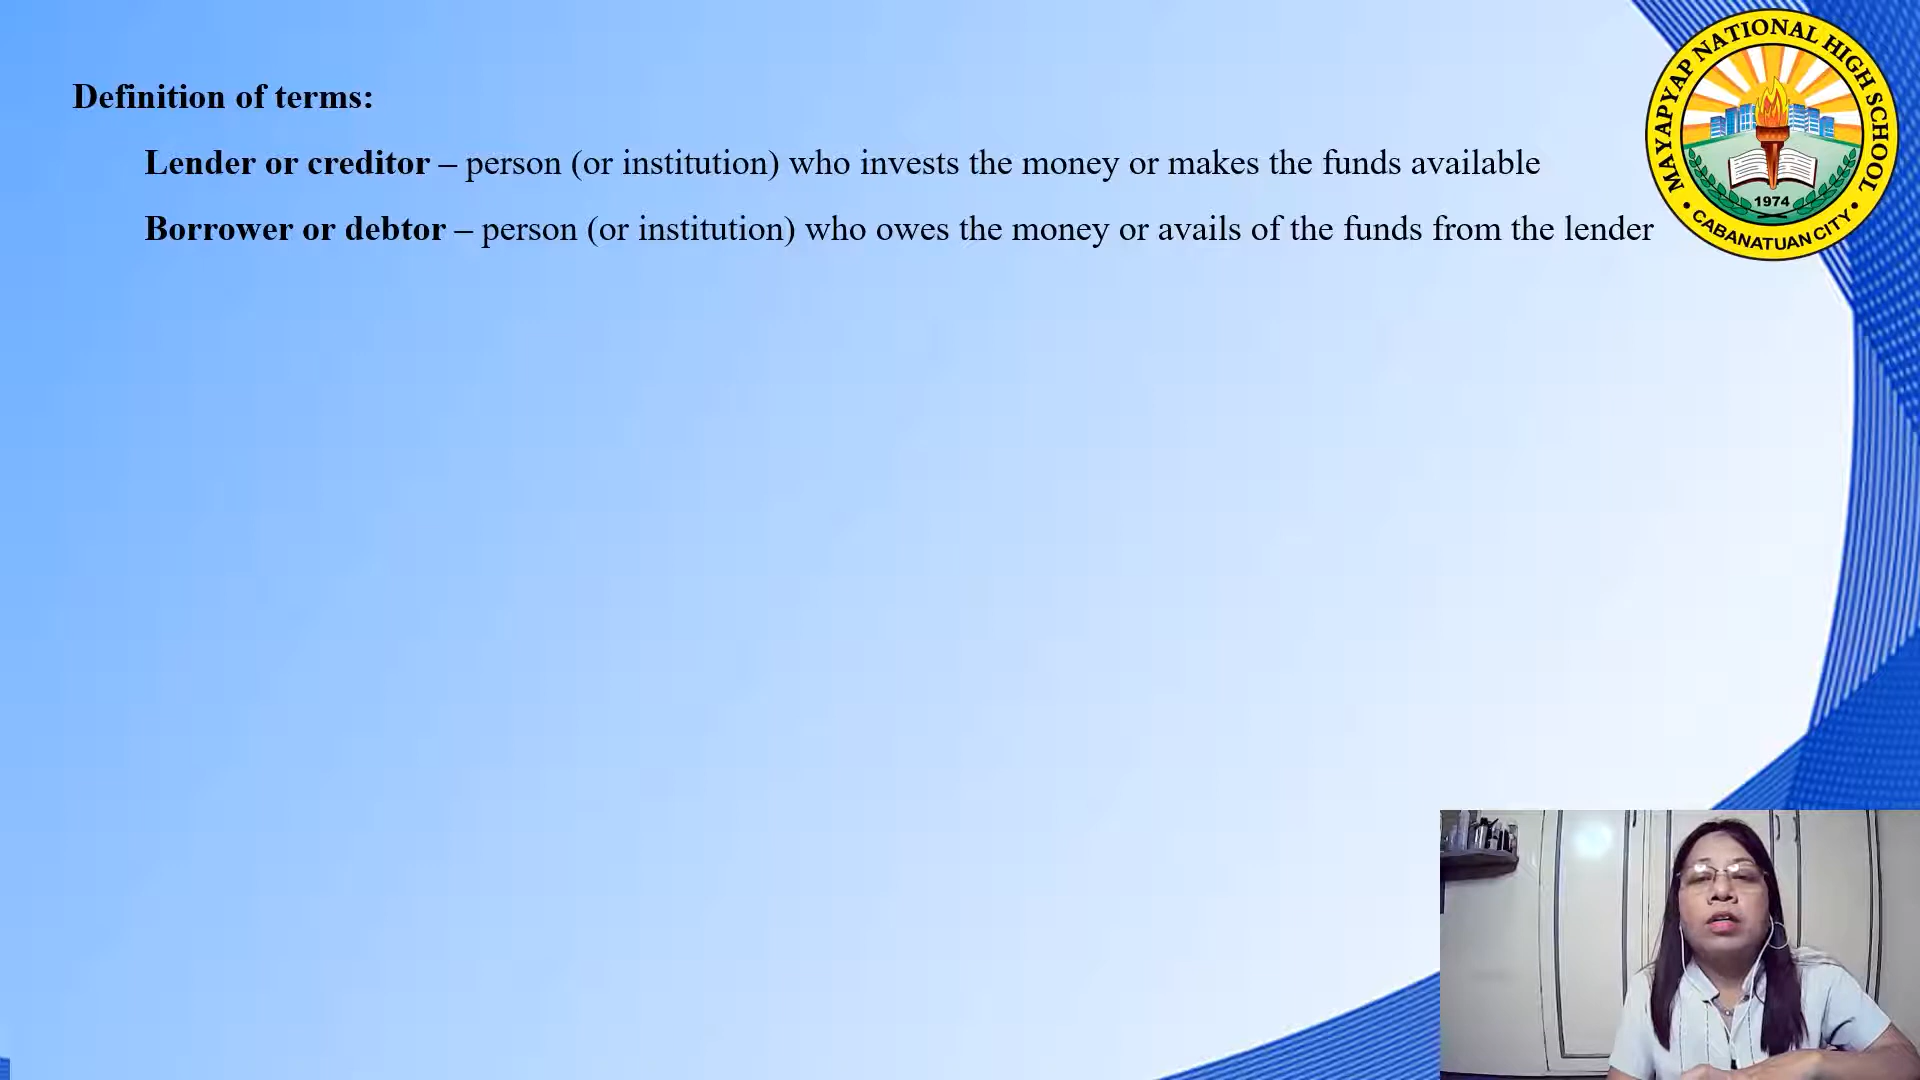 Definition of terms:
Lender or creditor – person (or institution) who invests the money or makes the funds available
Borrower or debtor – person (or institution) who owes the money or avails of the funds from the lender
MAYAPYAP NATIONAL HIGH SCHOOL
1974
• CABANATUAN CITY •